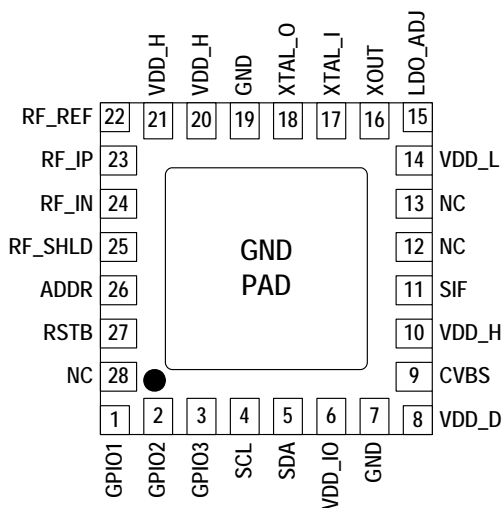 VDD_H
VDD_H
GND
XTAL_O
XTAL_I
XOUT
LDO_ADJ
RF_REF 22 21 20 19 18 17 16 15
RF_IP 23 14 VDD_L
RF_IN 24 13 NC
RF_SHLD 25 12 NC
GND
PAD
ADDR 26 11 SIF
RSTB 27 10 VDD_H
NC 28 9 CVBS
1 2 3 4 5 6 7 8 VDD_D
GPIO1
GPIO2
GPIO3
SCL
SDA
VDD_IO
GND